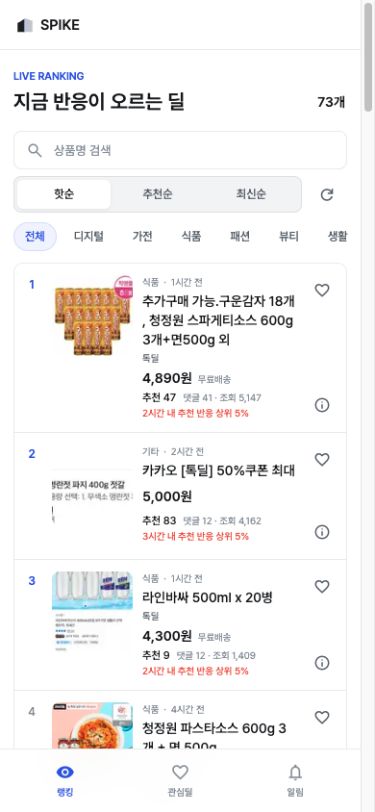 SPIKE
LIVE RANKING
지금 반응이 오르는 딜
73개
상품명 검색
핫순 추천순 최신순
전체 디지털 가전 식품 패션 뷰티 생활
1
식품 · 1시간 전
추가구매 가능.구운감자 18개
, 청정원 스파게티소스 600g
3개+면500g 외
톡딜
4,890원 무료배송
추천 47 댓글 41 · 조회 5,147
2시간 내 추천 반응 상위 5%
2
명란젓 파지 400g 젓갈
기타 · 2시간 전
카카오 [톡딜] 50%쿠폰 최대
5,000원
추천 83 댓글 12 · 조회 4,162
3시간 내 추천 반응 상위 5%
3
식품 · 1시간 전
라인바싸 500ml x 20병
톡딜
4,300원 무료배송
추천 9 댓글 12 · 조회 1,409
2시간 내 추천 반응 상위 5%
4
식품 · 4시간 전
청정원 파스타소스 600g 3
개 + 면 500g
랭킹 관심딜 알림